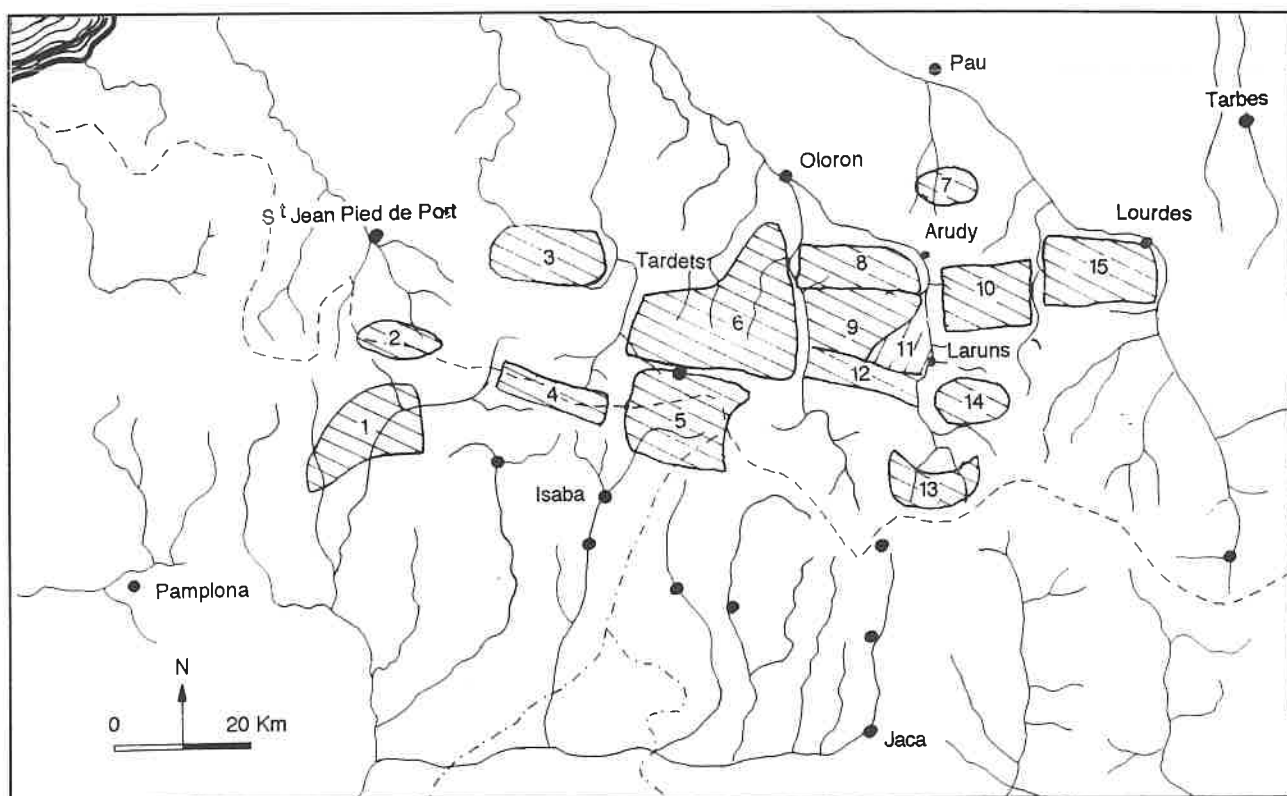 Pau
Tarbes
Oloron
7
St Jean Pied de Port
Arudy
Lourdes
3
Tardets
8
10
15
6
9
2
11
Laruns
12
4
14
1
5
13
Isaba
Pamplona
N
0 20 Km
Jaca